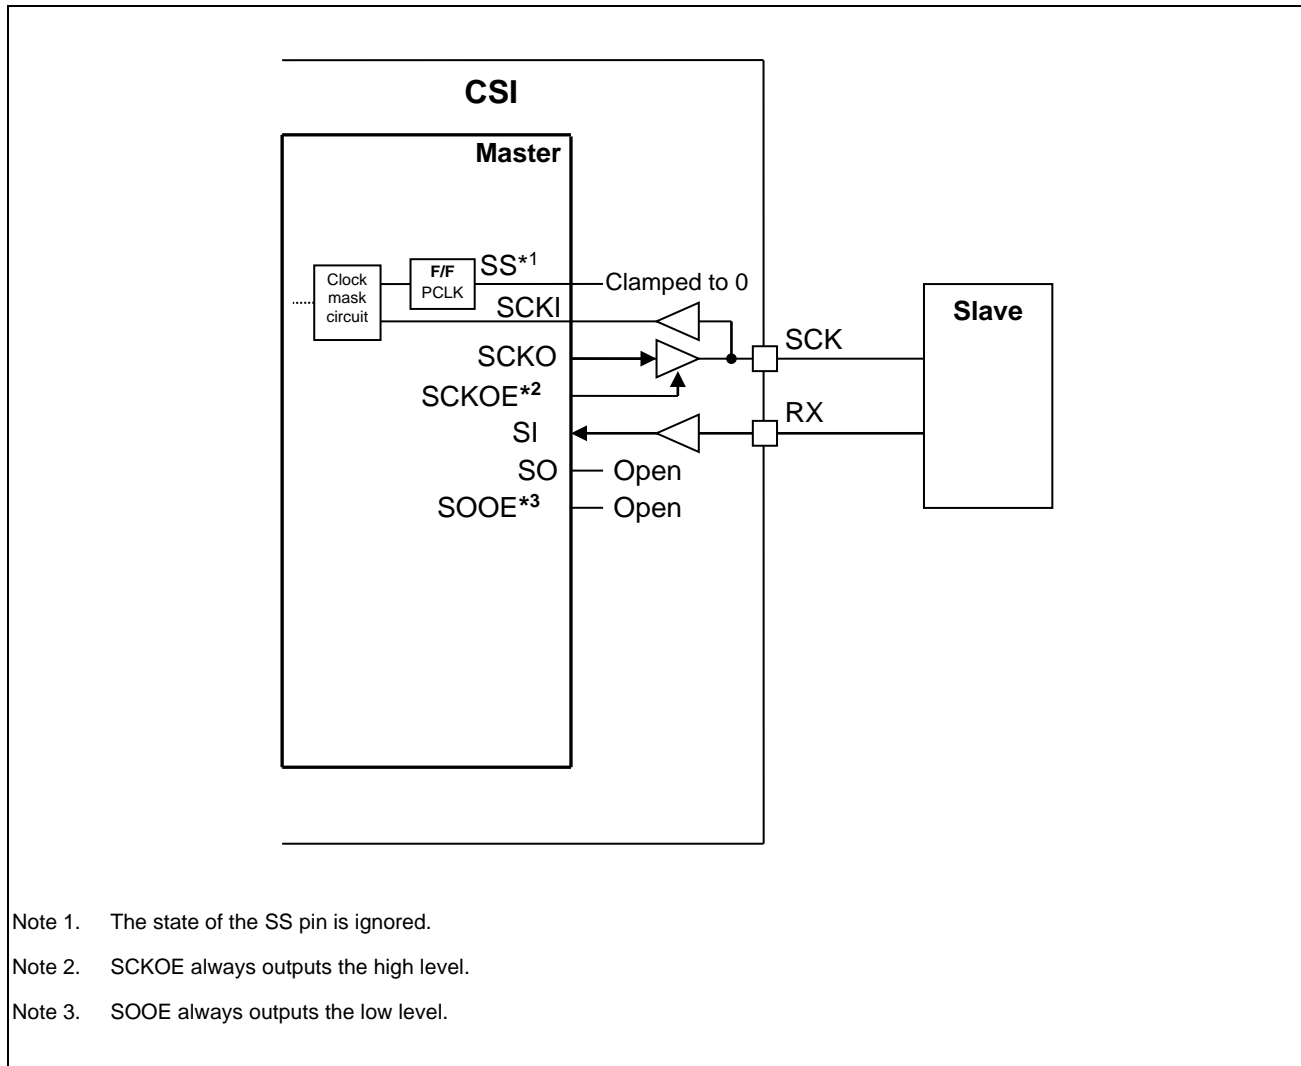 CSI
Master
Clock
mask
circuit
F/F
PCLK
SS*1
Clamped to 0
SCKI
SCKO
SCKOE*2
SI
SO
Open
SOOE*3
Open
SCK
RX
Slave
Note 1. The state of the SS pin is ignored.
Note 2. SCKOE always outputs the high level.
Note 3. SOOE always outputs the low level.